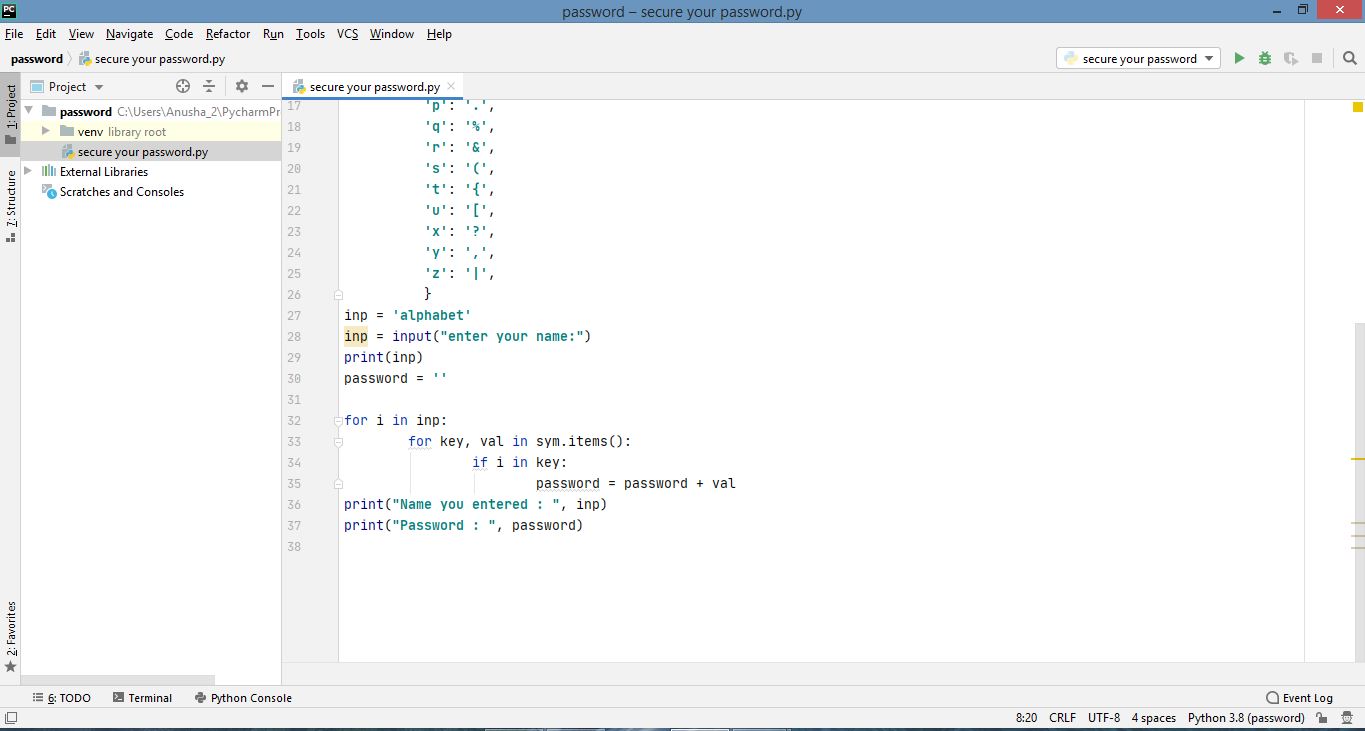 PC
password – secure your password.py
File Edit View Navigate Code Refactor Run Tools VCS Window Help
password secure your password.py
secure your password
1: Project
7: Structure
2: Favorites
Project
password C:\Users\Anusha_2\PycharmPr
venv library root
secure your password.py
External Libraries
Scratches and Consoles
secure your password.py
17 'p': '.',
18 'q': '%',
19 'r': '&',
20 's': '(',
21 't': '{',
22 'u': '[',
23 'x': '?',
24 'y': ',',
25 'z': '|',
26 }
27 inp = 'alphabet'
28 inp = input("enter your name:")
29 print(inp)
30 password = ''
31
32 for i in inp:
33 for key, val in sym.items():
34 if i in key:
35 password = password + val
36 print("Name you entered : ", inp)
37 print("Password : ", password)
38
6: TODO Terminal Python Console Event Log
8:20 CRLF UTF-8 4 spaces Python 3.8 (password)